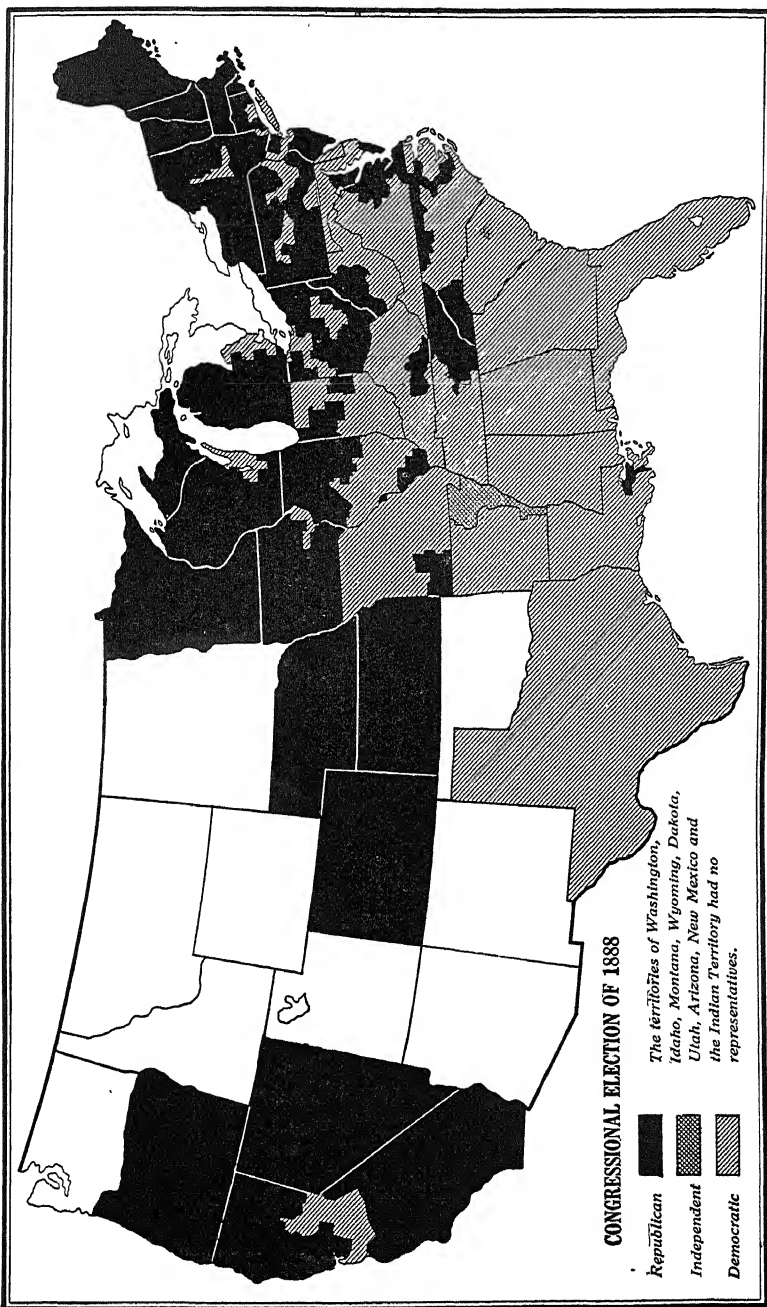 CONGRESSIONAL ELECTION OF 1888
Republican
Independent
Democratic
The territories of Washington,
Idaho, Montana, Wyoming, Dakota,
Utah, Arizona, New Mexico and
the Indian Territory had no
representatives.